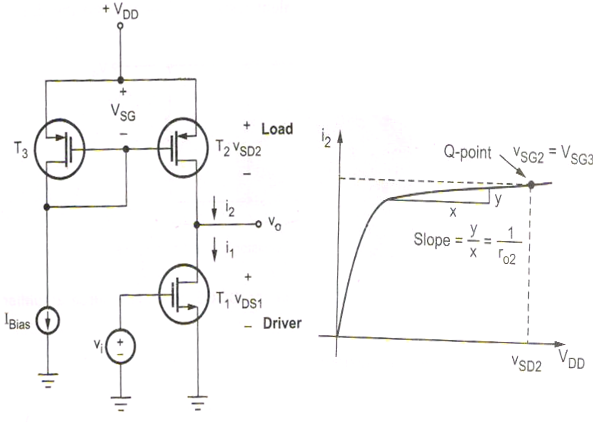 + V_DD
+
V_SG
−
T_3
T_2
+ Load
v_SD2
−
i_2
v_o
i_1
+
T_1
v_DS1
− Driver
I_Bias
v_i
+
−
i_2
Q-point
v_SG2 = V_SG3
y
x
Slope = y/x = 1/r_o2
v_SD2
V_DD